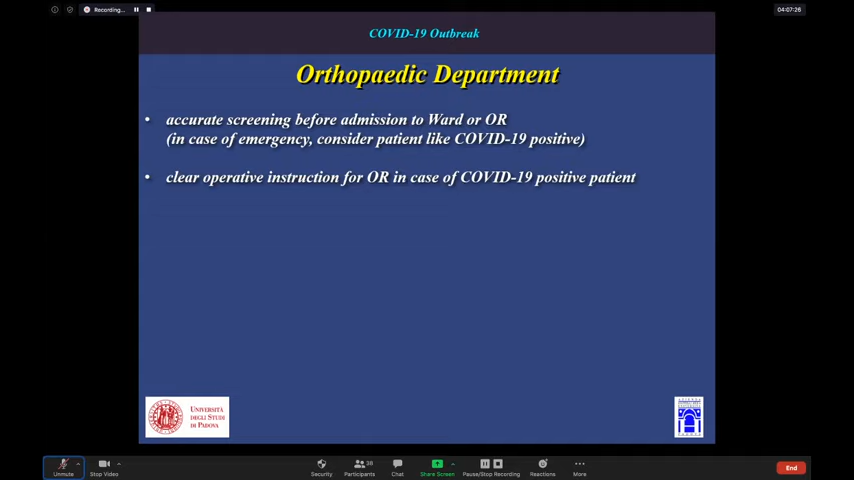 Recording...
04:07:26
COVID-19 Outbreak
Orthopaedic Department
• accurate screening before admission to Ward or OR
(in case of emergency, consider patient like COVID-19 positive)
• clear operative instruction for OR in case of COVID-19 positive patient
UNIVERSITÀ
DEGLI STUDI
DI PADOVA
Unmute
Stop Video
Security
Participants
38
Chat
Share Screen
Pause/Stop Recording
Reactions
More
End